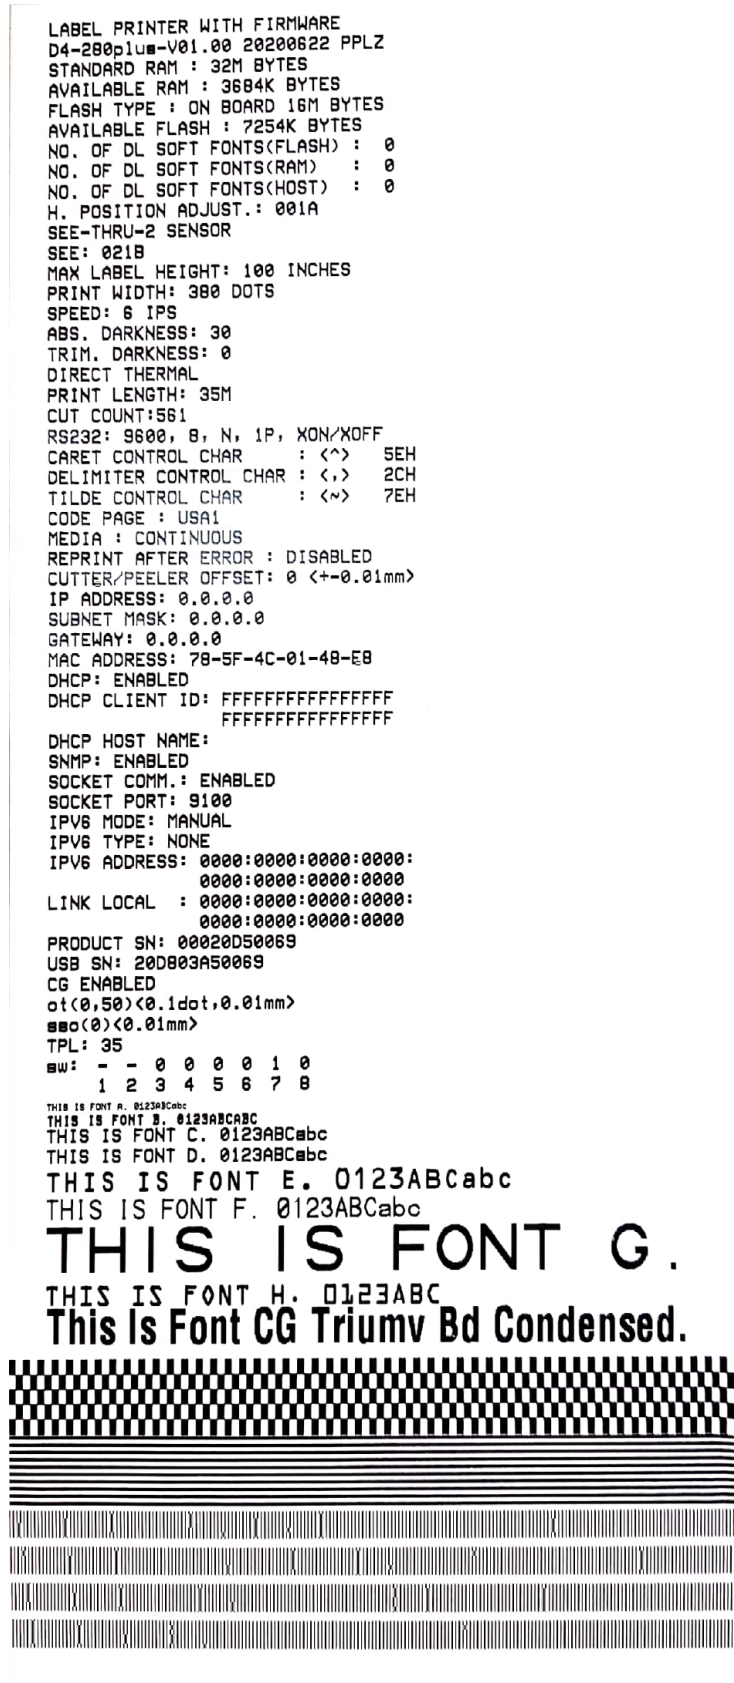 LABEL PRINTER WITH FIRMWARE
D4-280plus-V01.00 20200622 PPLZ
STANDARD RAM : 32M BYTES
AVAILABLE RAM : 3684K BYTES
FLASH TYPE : ON BOARD 16M BYTES
AVAILABLE FLASH : 7254K BYTES
NO. OF DL SOFT FONTS(FLASH) : 0
NO. OF DL SOFT FONTS(RAM) : 0
NO. OF DL SOFT FONTS(HOST) : 0
H. POSITION ADJUST.: 001A
SEE-THRU-2 SENSOR
SEE: 021B
MAX LABEL HEIGHT: 100 INCHES
PRINT WIDTH: 380 DOTS
SPEED: 6 IPS
ABS. DARKNESS: 30
TRIM. DARKNESS: 0
DIRECT THERMAL
PRINT LENGTH: 35M
CUT COUNT:561
RS232: 9600, 8, N, 1P, XON/XOFF
CARET CONTROL CHAR : <^> 5EH
DELIMITER CONTROL CHAR : <,> 2CH
TILDE CONTROL CHAR : <~> 7EH
CODE PAGE : USA1
MEDIA : CONTINUOUS
REPRINT AFTER ERROR : DISABLED
CUTTER/PEELER OFFSET: 0 <+-0.01mm>
IP ADDRESS: 0.0.0.0
SUBNET MASK: 0.0.0.0
GATEWAY: 0.0.0.0
MAC ADDRESS: 78-5F-4C-01-48-E8
DHCP: ENABLED
DHCP CLIENT ID: FFFFFFFFFFFFFFFF
FFFFFFFFFFFFFFFF
DHCP HOST NAME:
SNMP: ENABLED
SOCKET COMM.: ENABLED
SOCKET PORT: 9100
IPV6 MODE: MANUAL
IPV6 TYPE: NONE
IPV6 ADDRESS: 0000:0000:0000:0000:
0000:0000:0000:0000
LINK LOCAL : 0000:0000:0000:0000:
0000:0000:0000:0000
PRODUCT SN: 00020D50069
USB SN: 20D803A50069
CG ENABLED
ot(0,50)<0.1dot,0.01mm>
sso(0)<0.01mm>
TPL: 35
sw: - - 0 0 0 0 1 0
1 2 3 4 5 6 7 8
THIS IS FONT A. 0123ABCabc
THIS IS FONT B. 0123ABCABC
THIS IS FONT C. 0123ABCabc
THIS IS FONT D. 0123ABCabc
THIS IS FONT E. 0123ABCabc
THIS IS FONT F. 0123ABCabc
THIS IS FONT G.
THIS IS FONT H. 0123ABC
This Is Font CG Triumv Bd Condensed.